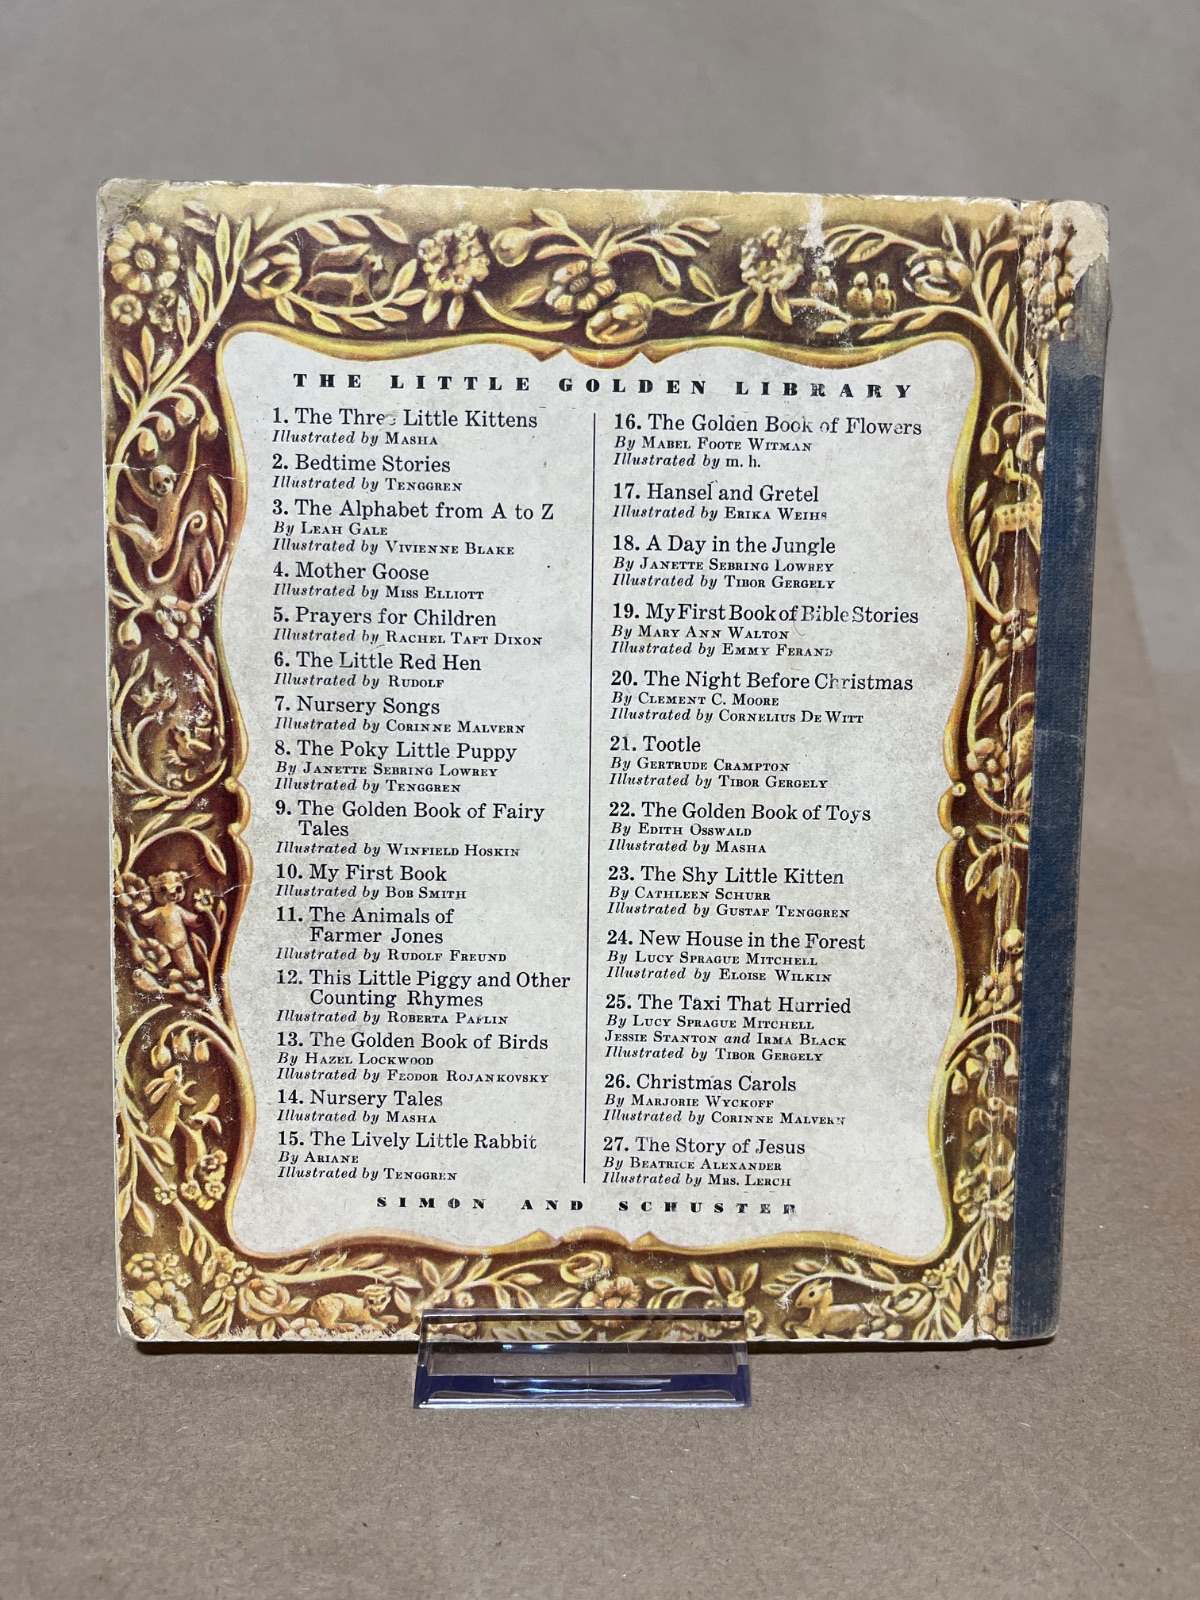 THE LITTLE GOLDEN LIBRARY
1. The Three Little Kittens
Illustrated by MASHA
2. Bedtime Stories
Illustrated by TENGGREN
3. The Alphabet from A to Z
By LEAH GALE
Illustrated by VIVIENNE BLAKE
4. Mother Goose
Illustrated by MISS ELLIOTT
5. Prayers for Children
Illustrated by RACHEL TAFT DIXON
6. The Little Red Hen
Illustrated by RUDOLF
7. Nursery Songs
Illustrated by CORINNE MALVERN
8. The Poky Little Puppy
By JANETTE SEBRING LOWREY
Illustrated by TENGGREN
9. The Golden Book of Fairy
Tales
Illustrated by WINFIELD HOSKIN
10. My First Book
Illustrated by BOB SMITH
11. The Animals of
Farmer Jones
Illustrated by RUDOLF FREUND
12. This Little Piggy and Other
Counting Rhymes
Illustrated by ROBERTA PAFLIN
13. The Golden Book of Birds
By HAZEL LOCKWOOD
Illustrated by FEODOR ROJANKOVSKY
14. Nursery Tales
Illustrated by MASHA
15. The Lively Little Rabbit
By ARIANE
Illustrated by TENGGREN
16. The Golden Book of Flowers
By MABEL FOOTE WITMAN
Illustrated by m. h.
17. Hansel and Gretel
Illustrated by ERIKA WEIHS
18. A Day in the Jungle
By JANETTE SEBRING LOWREY
Illustrated by TIBOR GERGELY
19. My First Book of Bible Stories
By MARY ANN WALTON
Illustrated by EMMY FERAND
20. The Night Before Christmas
By CLEMENT C. MOORE
Illustrated by CORNELIUS DE WITT
21. Tootle
By GERTRUDE CRAMPTON
Illustrated by TIBOR GERGELY
22. The Golden Book of Toys
By EDITH OSSWALD
Illustrated by MASHA
23. The Shy Little Kitten
By CATHLEEN SCHURR
Illustrated by GUSTAF TENGGREN
24. New House in the Forest
By LUCY SPRAGUE MITCHELL
Illustrated by ELOISE WILKIN
25. The Taxi That Hurried
By LUCY SPRAGUE MITCHELL
JESSIE STANTON and IRMA BLACK
Illustrated by TIBOR GERGELY
26. Christmas Carols
By MARJORIE WYCKOFF
Illustrated by CORINNE MALVERN
27. The Story of Jesus
By BEATRICE ALEXANDER
Illustrated by MRS. LERCH
SIMON AND SCHUSTER